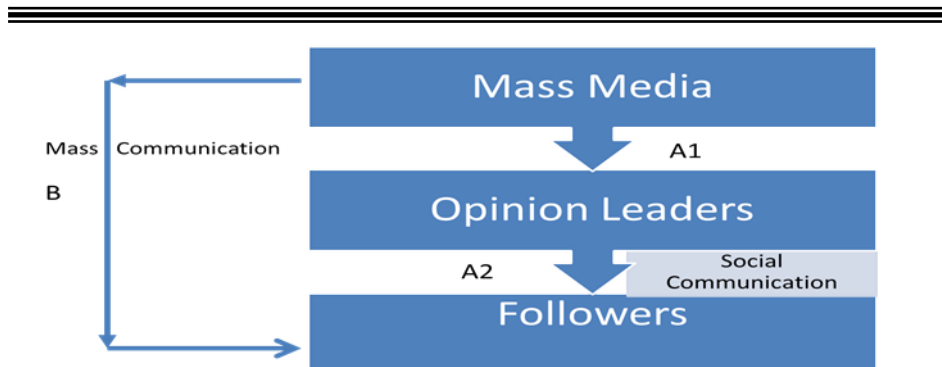 Mass Media
Mass Communication
A1
B
Opinion Leaders
A2
Social
Communication
Followers